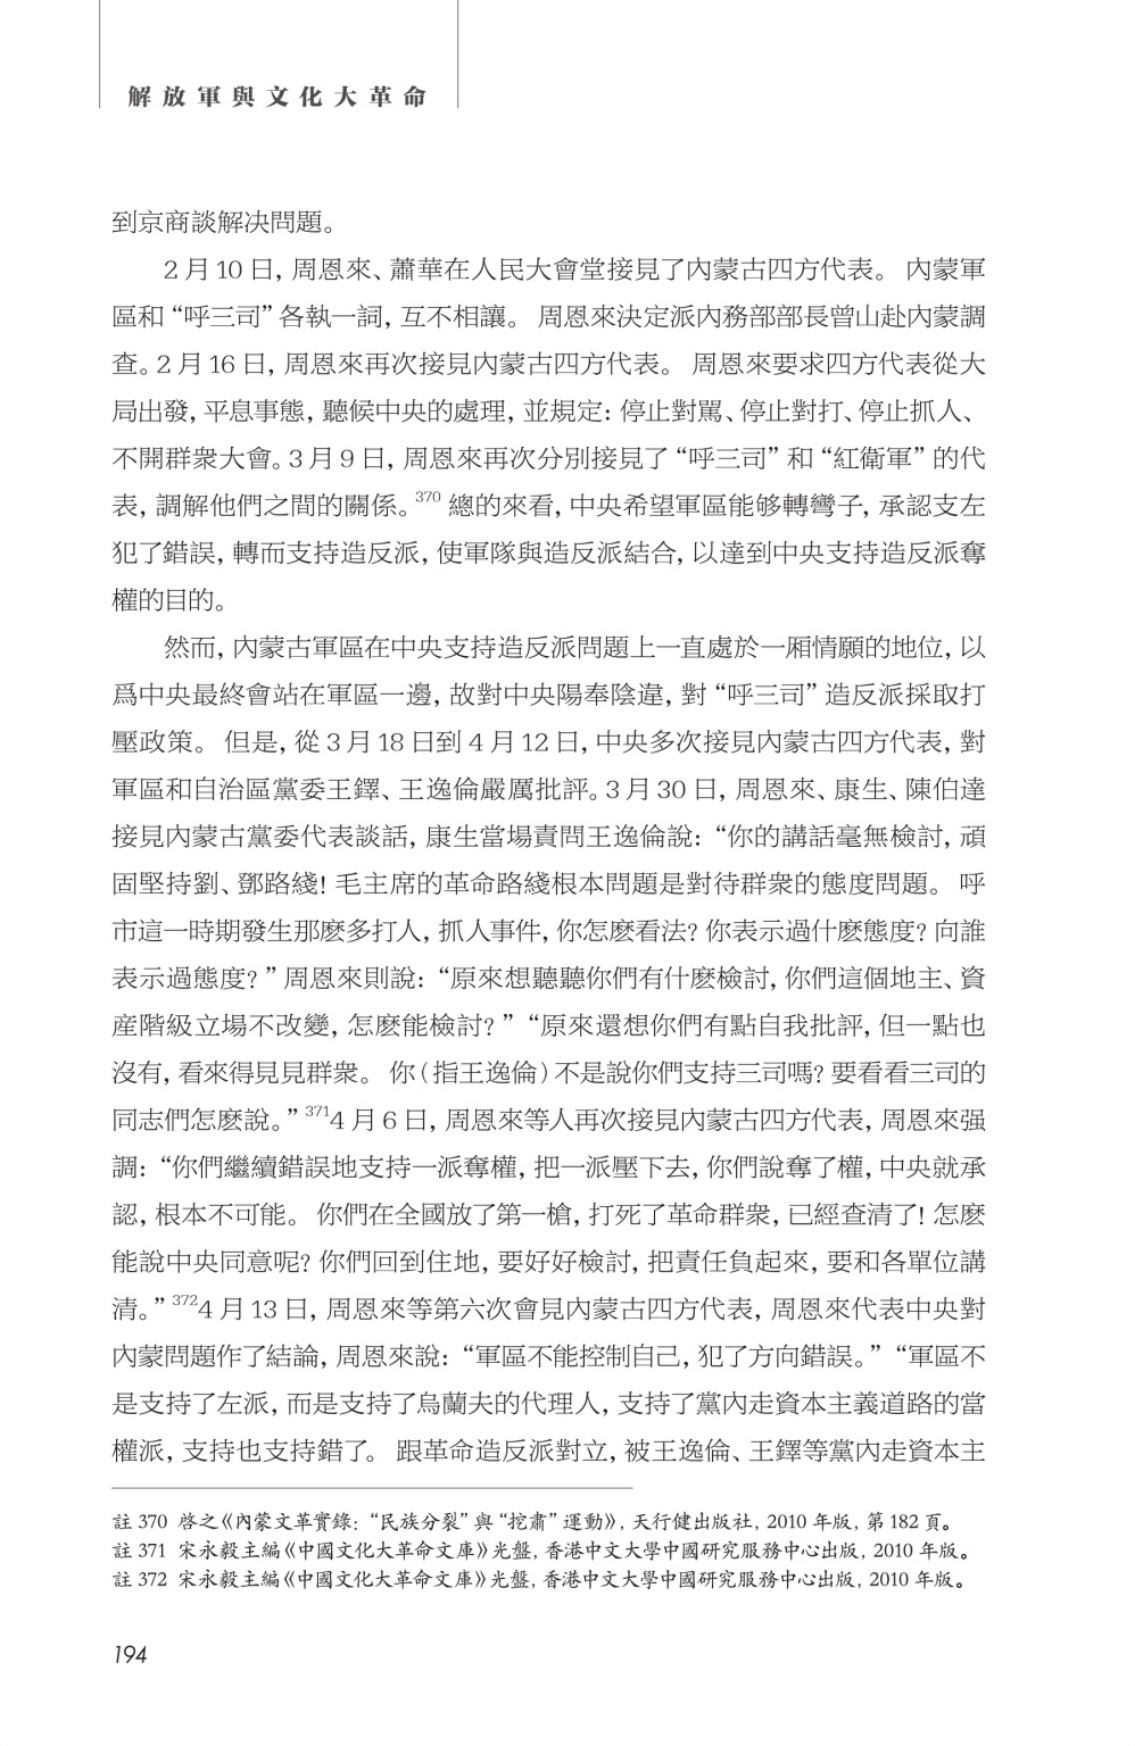 解放軍與文化大革命
到京商談解决問題。
2月10日,周恩來、蕭華在人民大會堂接見了內蒙古四方代表。內蒙軍
區和“呼三司”各執一詞,互不相讓。周恩來決定派內務部部長曾山赴內蒙調
查。2月16日,周恩來再次接見內蒙古四方代表。周恩來要求四方代表從大
局出發,平息事態,聽候中央的處理,並規定:停止對駡、停止對打、停止抓人、
不開群衆大會。3月9日,周恩來再次分別接見了“呼三司”和“紅衛軍”的代
表,調解他們之間的關係。370 總的來看,中央希望軍區能够轉彎子,承認支左
犯了錯誤,轉而支持造反派,使軍隊與造反派結合,以達到中央支持造反派奪
權的目的。
然而,內蒙古軍區在中央支持造反派問題上一直處於一厢情願的地位,以
爲中央最終會站在軍區一邊,故對中央陽奉陰違,對“呼三司”造反派採取打
壓政策。但是,從3月18日到4月12日,中央多次接見內蒙古四方代表,對
軍區和自治區黨委王鐸、王逸倫嚴厲批評。3月30日,周恩來、康生、陳伯達
接見內蒙古黨委代表談話,康生當場責問王逸倫說:“你的講話毫無檢討,頑
固堅持劉、鄧路綫!毛主席的革命路綫根本問題是對待群衆的態度問題。呼
市這一時期發生那麽多打人,抓人事件,你怎麽看法?你表示過什麽態度?向誰
表示過態度?”周恩來則說:“原來想聽聽你們有什麽檢討,你們這個地主、資
産階級立場不改變,怎麽能檢討?”“原來還想你們有點自我批評,但一點也
沒有,看來得見見群衆。你(指王逸倫)不是說你們支持三司嗎?要看看三司的
同志們怎麽說。”371 4月6日,周恩來等人再次接見內蒙古四方代表,周恩來强
調:“你們繼續錯誤地支持一派奪權,把一派壓下去,你們說奪了權,中央就承
認,根本不可能。你們在全國放了第一槍,打死了革命群衆,已經查清了!怎麽
能說中央同意呢?你們回到住地,要好好檢討,把責任負起來,要和各單位講
清。”372 4月13日,周恩來等第六次會見內蒙古四方代表,周恩來代表中央對
內蒙問題作了結論,周恩來說:“軍區不能控制自己,犯了方向錯誤。”“軍區不
是支持了左派,而是支持了烏蘭夫的代理人,支持了黨內走資本主義道路的當
權派,支持也支持錯了。跟革命造反派對立,被王逸倫、王鐸等黨內走資本主
註 370 啓之《內蒙文革實錄:“民族分裂”與“挖肅”運動》,天行健出版社,2010年版,第182頁。
註 371 宋永毅主編《中國文化大革命文庫》光盤,香港中文大學中國研究服務中心出版,2010年版。
註 372 宋永毅主編《中國文化大革命文庫》光盤,香港中文大學中國研究服務中心出版,2010年版。
194